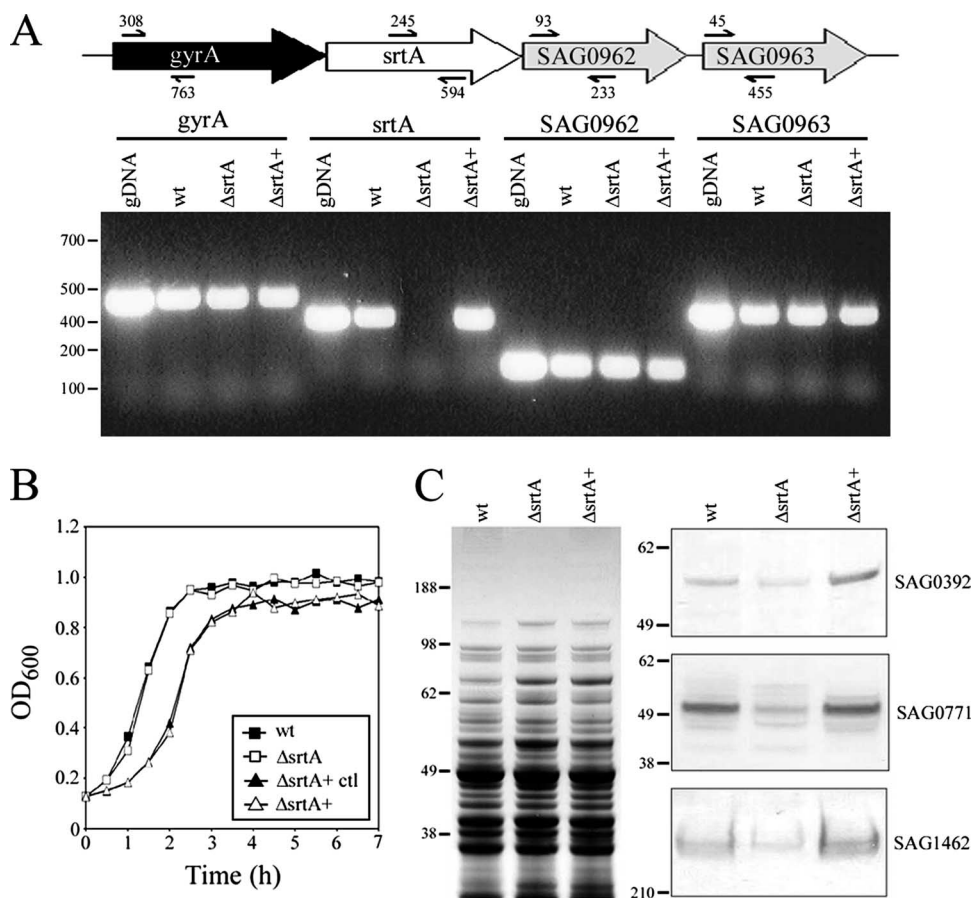 A
308 245 93 45
gyrA srtA SAG0962 SAG0963
763 594 233 455
gyrA srtA SAG0962 SAG0963
gDNA wt ΔsrtA ΔsrtA+ gDNA wt ΔsrtA ΔsrtA+ gDNA wt ΔsrtA ΔsrtA+ gDNA wt ΔsrtA ΔsrtA+
700
500
400
200
100
B
OD600
1.2
1.0
0.8
0.6
0.4
0.2
0
0 1 2 3 4 5 6 7
Time (h)
wt
ΔsrtA
ΔsrtA+ ctl
ΔsrtA+
C
wt ΔsrtA ΔsrtA+
188
98
62
49
38
wt ΔsrtA ΔsrtA+
62
49
SAG0392
62
49
38
SAG0771
210
SAG1462